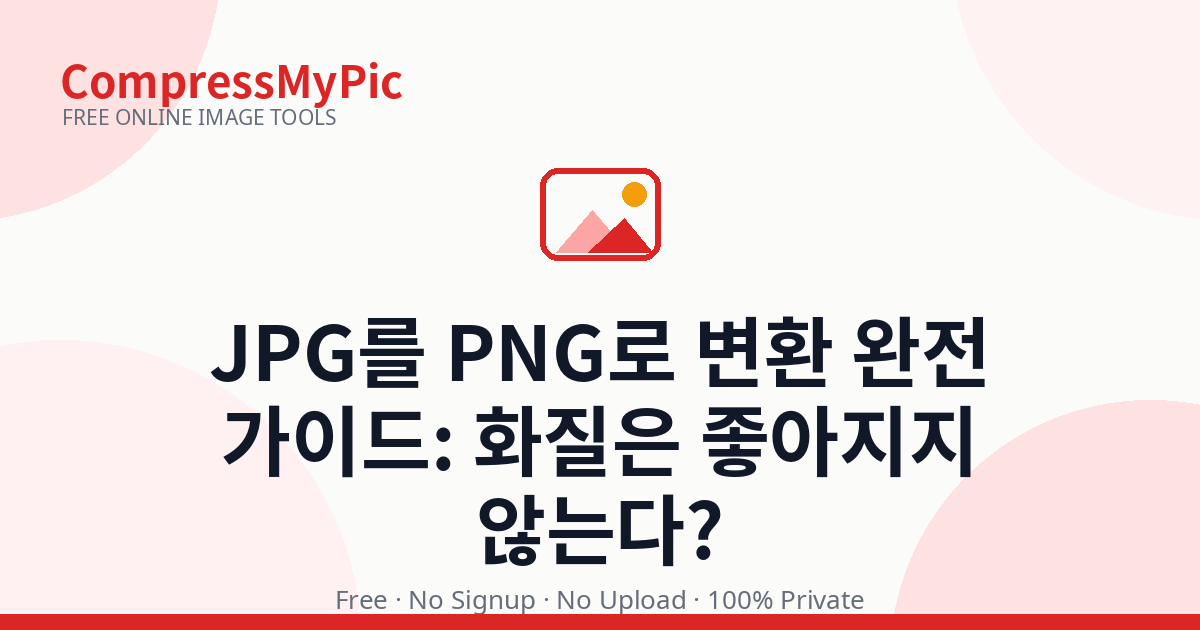 CompressMyPic
FREE ONLINE IMAGE TOOLS
JPG를 PNG로 변환 완전
가이드: 화질은 좋아지지
않는다?
Free · No Signup · No Upload · 100% Private